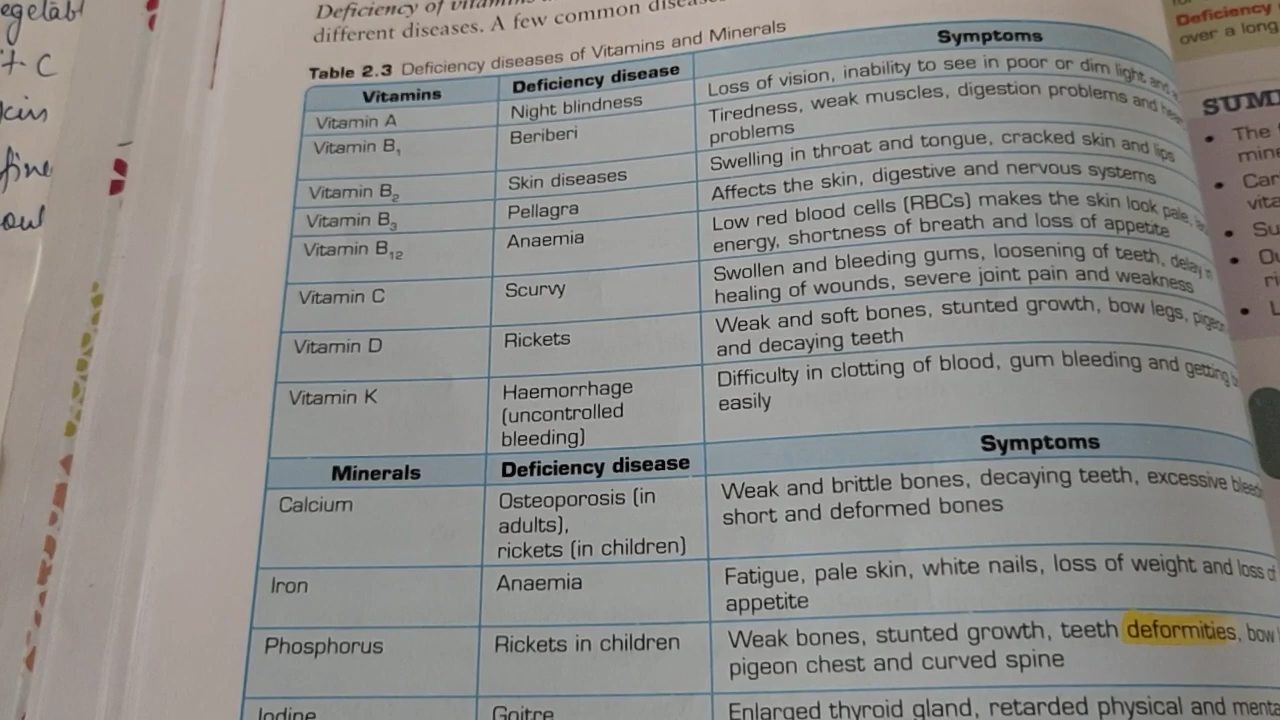 Deficiency of
different diseases. A few common
Table 2.3 Deficiency diseases of Vitamins and Minerals
Vitamins Deficiency disease Symptoms
Vitamin A Night blindness Loss of vision, inability to see in poor or dim light and
Vitamin B1 Beriberi Tiredness, weak muscles, digestion problems and
problems
Vitamin B2 Skin diseases Swelling in throat and tongue, cracked skin and lips
Vitamin B3 Pellagra Affects the skin, digestive and nervous systems
Vitamin B12 Anaemia Low red blood cells (RBCs) makes the skin look pale,
energy, shortness of breath and loss of appetite
Vitamin C Scurvy Swollen and bleeding gums, loosening of teeth, delay
healing of wounds, severe joint pain and weakness
Vitamin D Rickets Weak and soft bones, stunted growth, bow legs,
and decaying teeth
Vitamin K Haemorrhage
(uncontrolled
bleeding) Difficulty in clotting of blood, gum bleeding and getting
easily
Minerals Deficiency disease Symptoms
Calcium Osteoporosis (in
adults),
rickets (in children) Weak and brittle bones, decaying teeth, excessive
short and deformed bones
Iron Anaemia Fatigue, pale skin, white nails, loss of weight and loss of
appetite
Phosphorus Rickets in children Weak bones, stunted growth, teeth deformities, bow
pigeon chest and curved spine
Iodine Goitre Enlarged thyroid gland, retarded physical and
Deficiency
over a long
The